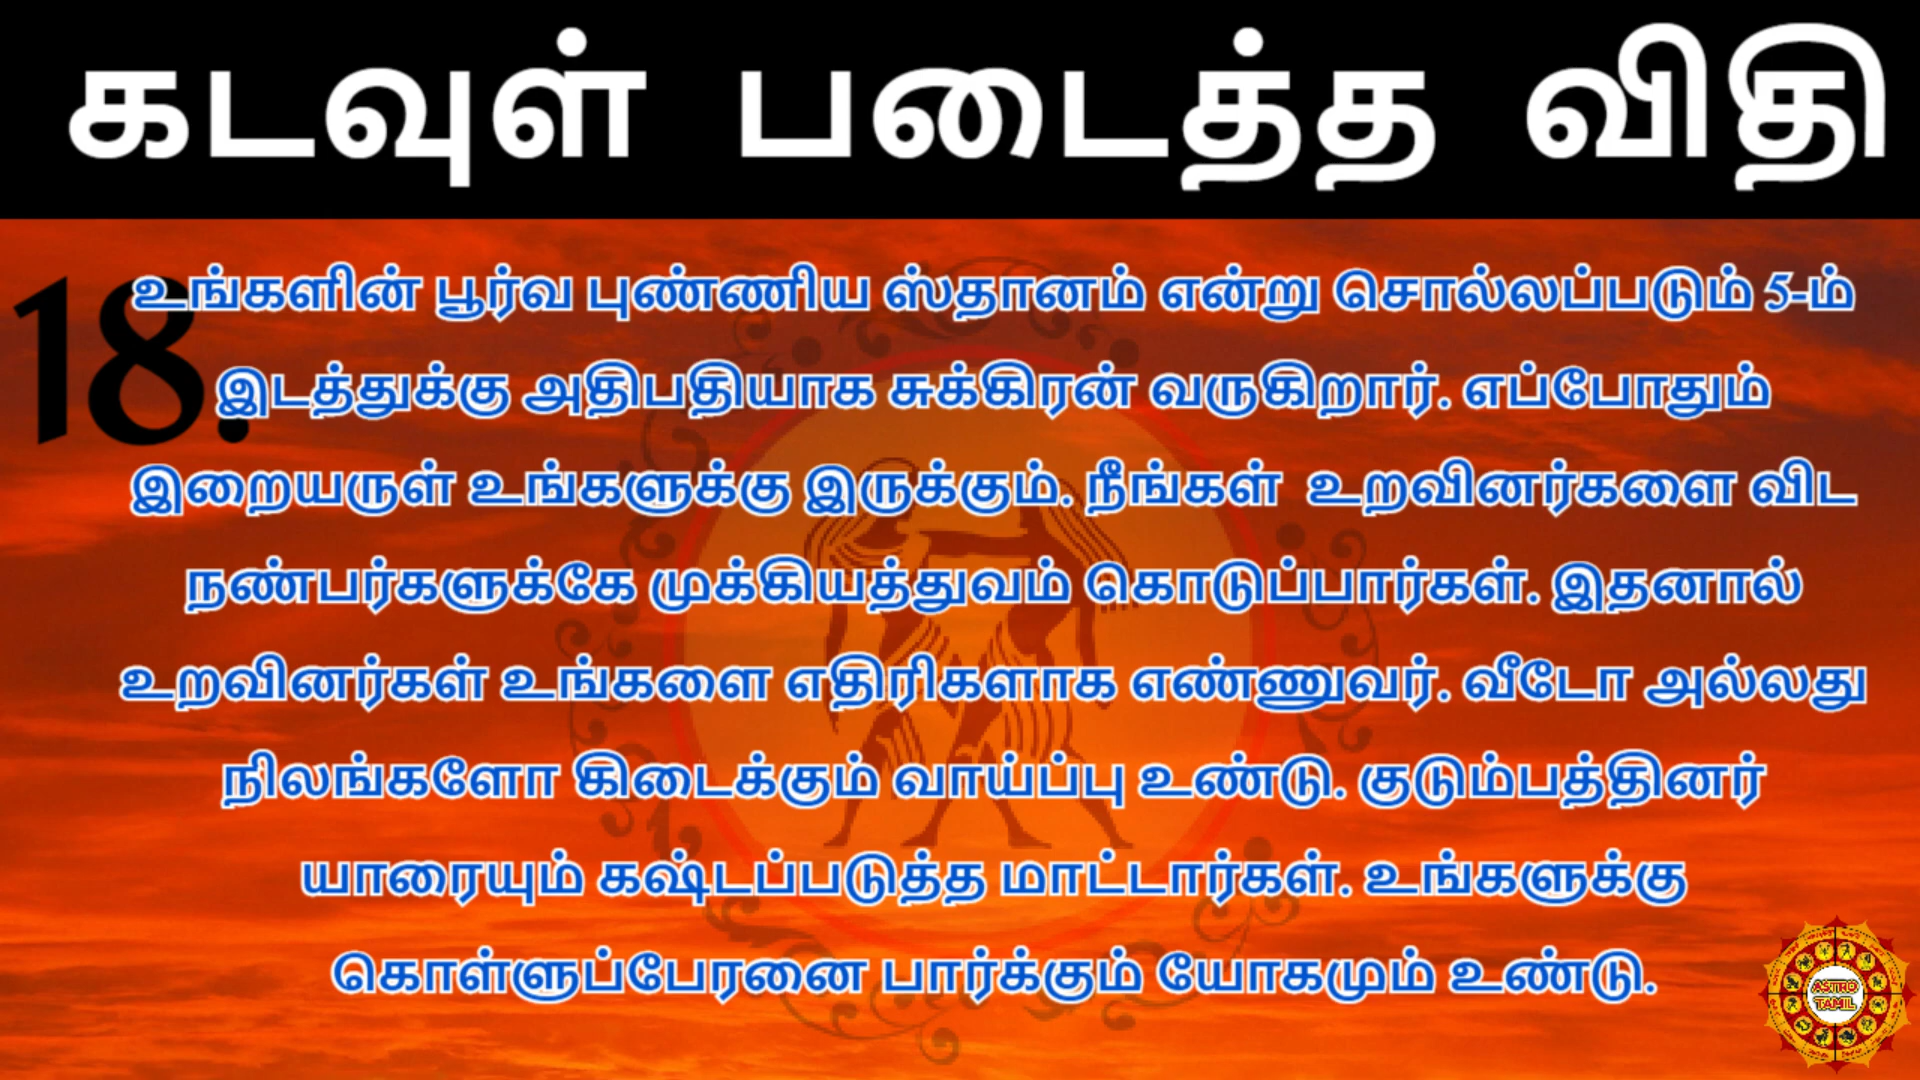 கடவுள் படைத்த விதி
18. உங்களின் பூர்வ புண்ணிய ஸ்தானம் என்று சொல்லப்படும் 5-ம்
இடத்துக்கு அதிபதியாக சுக்கிரன் வருகிறார். எப்போதும்
இறையருள் உங்களுக்கு இருக்கும். நீங்கள் உறவினர்களை விட
நண்பர்களுக்கே முக்கியத்துவம் கொடுப்பார்கள். இதனால்
உறவினர்கள் உங்களை எதிரிகளாக எண்ணுவர். வீடோ அல்லது
நிலங்களோ கிடைக்கும் வாய்ப்பு உண்டு. குடும்பத்தினர்
யாரையும் கஷ்டப்படுத்த மாட்டார்கள். உங்களுக்கு
கொள்ளுப்பேரனை பார்க்கும் யோகமும் உண்டு.
ASTRO
TAMIL